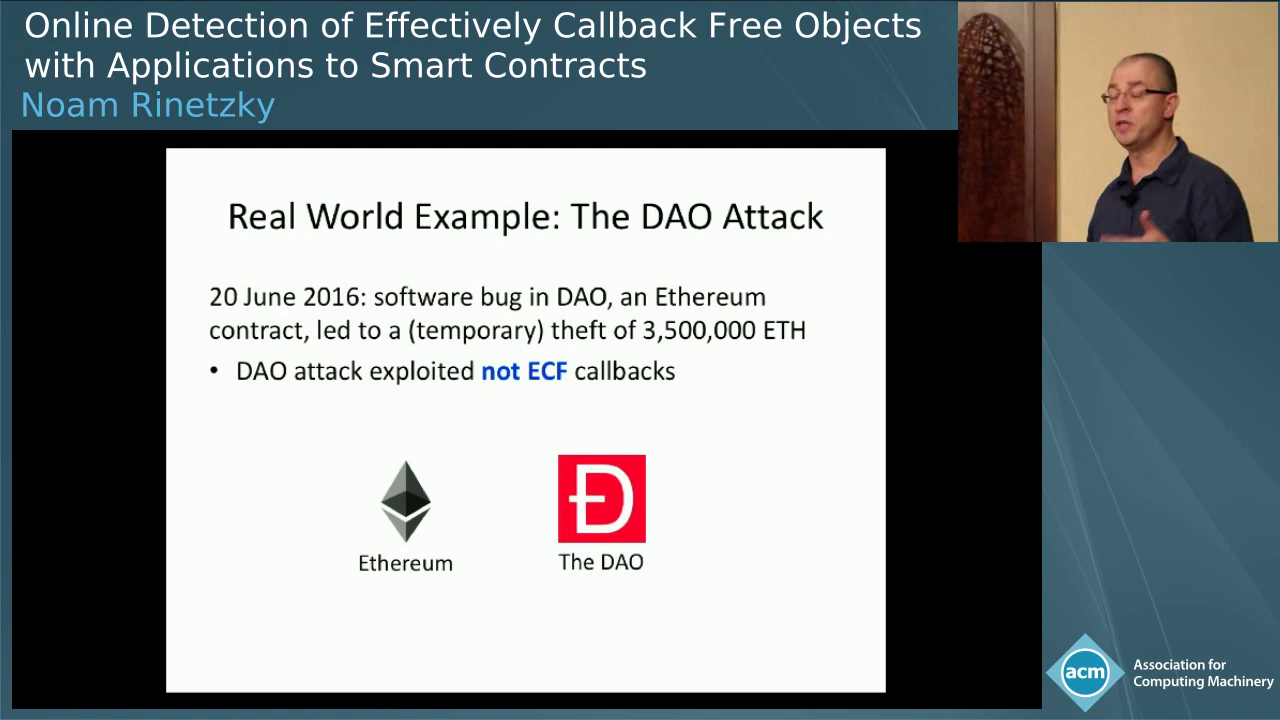 Online Detection of Effectively Callback Free Objects
with Applications to Smart Contracts
Noam Rinetzky
Real World Example: The DAO Attack
20 June 2016: software bug in DAO, an Ethereum
contract, led to a (temporary) theft of 3,500,000 ETH
• DAO attack exploited not ECF callbacks
Ð
Ethereum
The DAO
acm
Association for
Computing Machinery